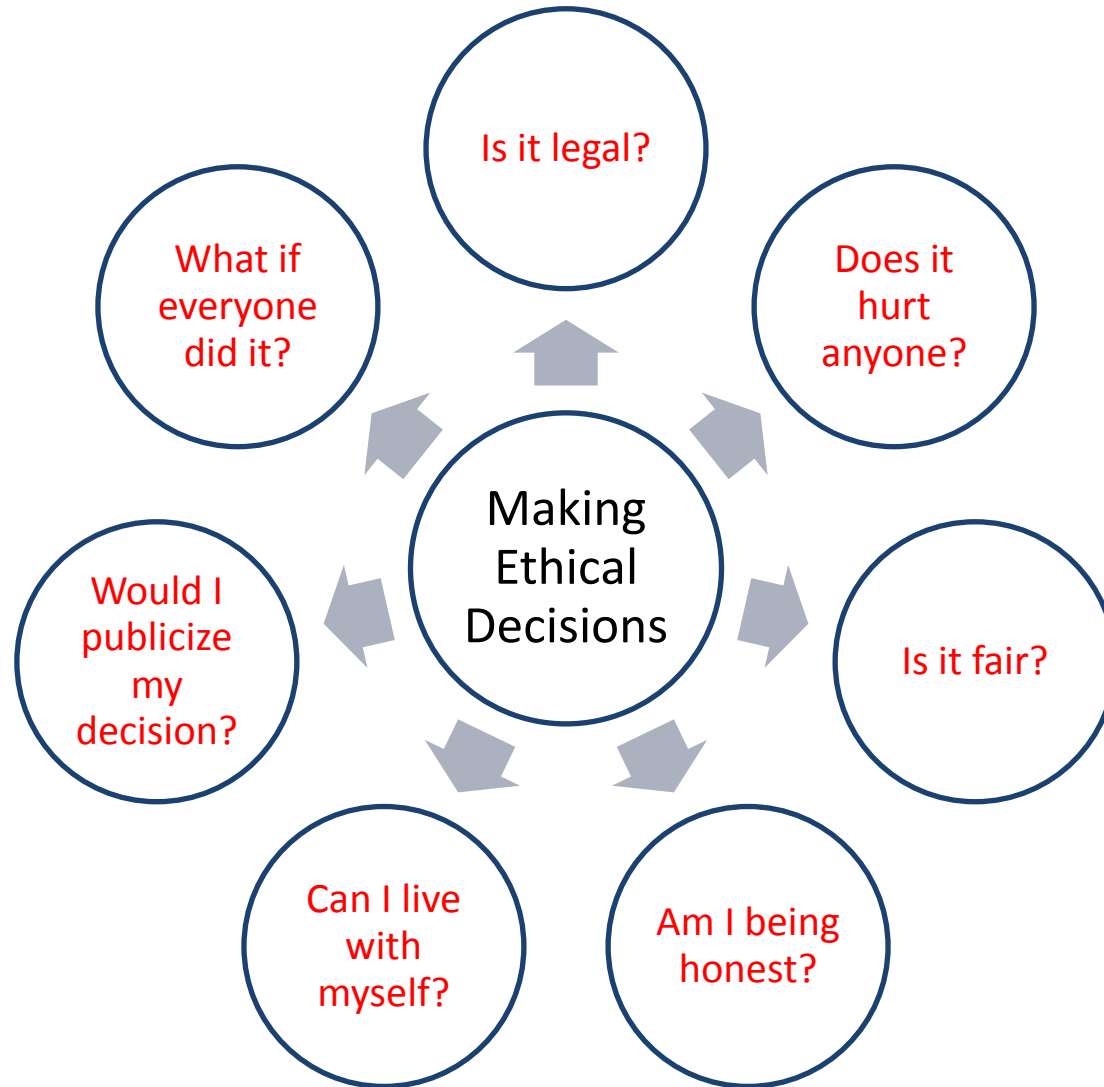 Is it legal?
Does it
hurt
anyone?
Is it fair?
Am I being
honest?
Can I live
with
myself?
Would I
publicize
my
decision?
What if
everyone
did it?
Making
Ethical
Decisions